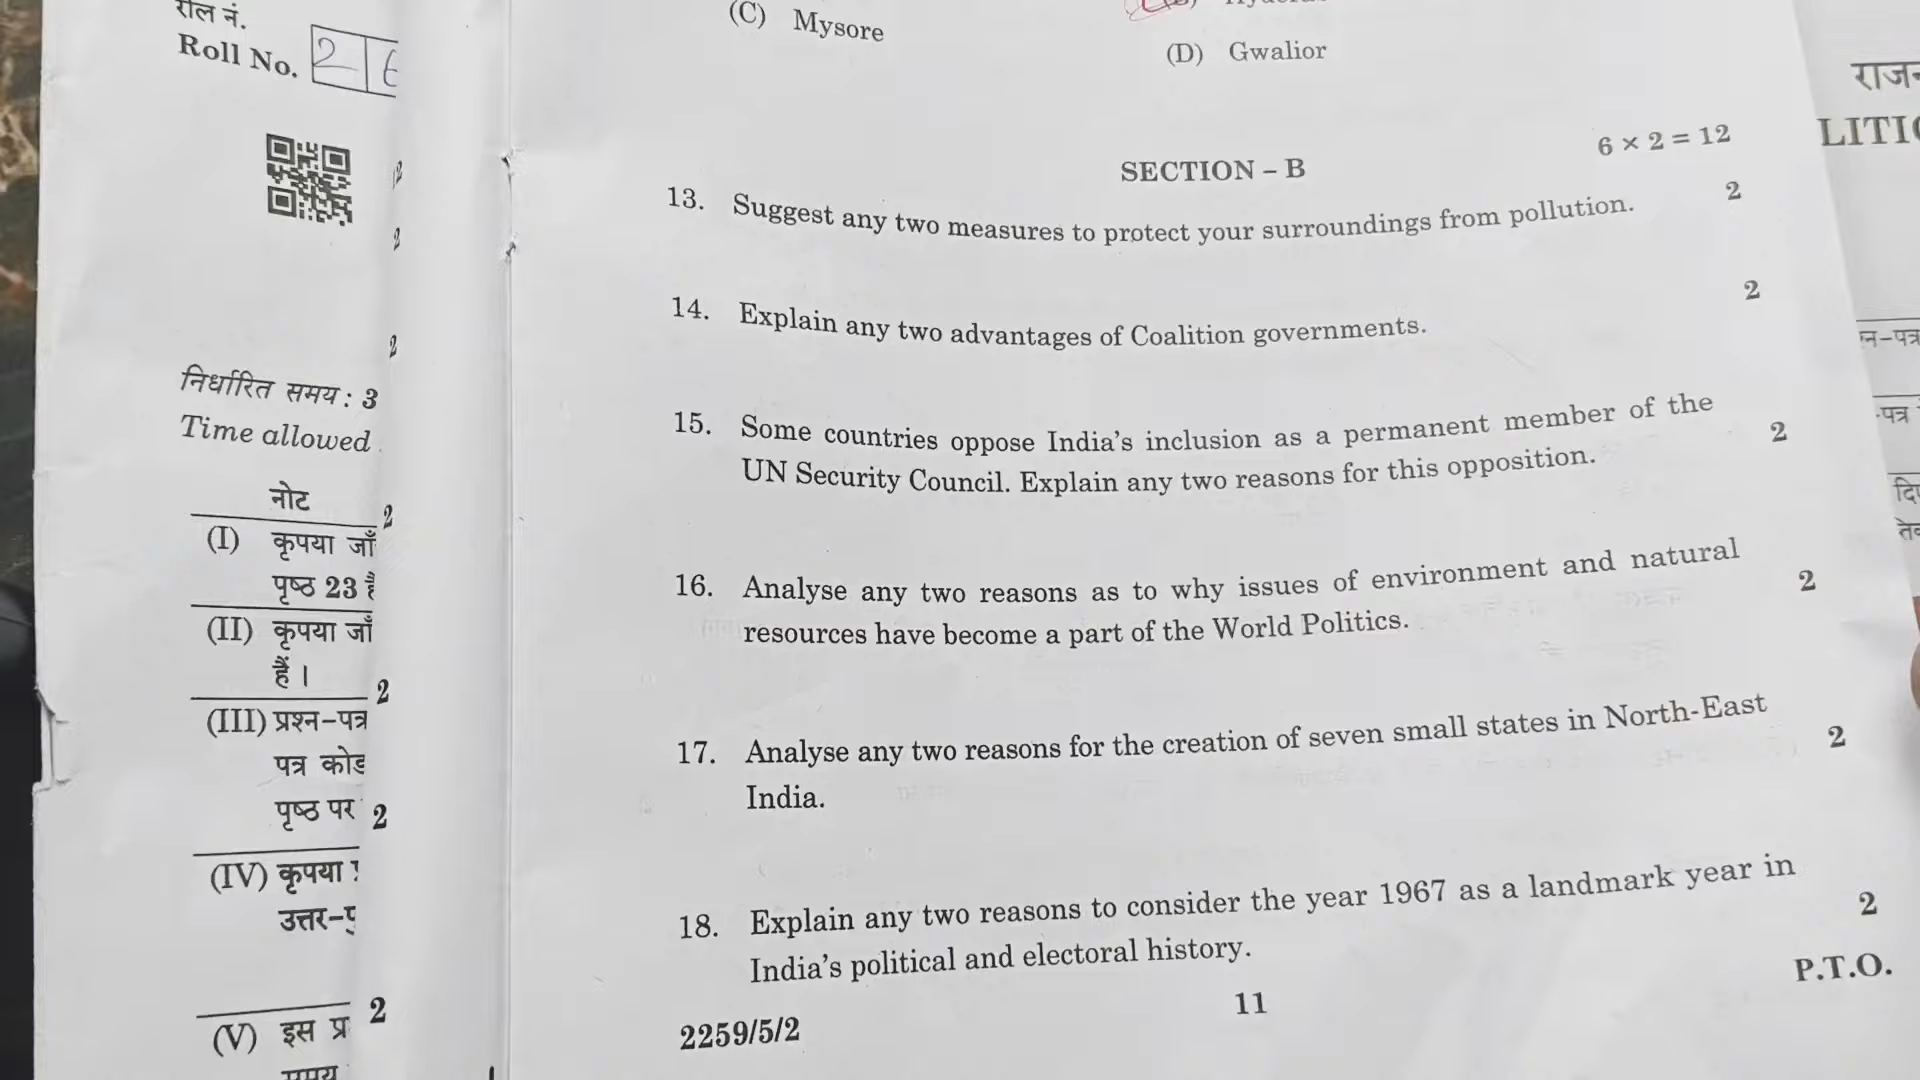 रोल नं.
Roll No. 2
(C) Mysore
(D) Gwalior
SECTION – B
6 × 2 = 12
13. Suggest any two measures to protect your surroundings from pollution. 2
14. Explain any two advantages of Coalition governments. 2
15. Some countries oppose India's inclusion as a permanent member of the
UN Security Council. Explain any two reasons for this opposition. 2
16. Analyse any two reasons as to why issues of environment and natural
resources have become a part of the World Politics. 2
17. Analyse any two reasons for the creation of seven small states in North-East
India. 2
18. Explain any two reasons to consider the year 1967 as a landmark year in
India's political and electoral history. 2
2259/5/2
11
P.T.O.
2
2
2
निर्धारित समय : 3
Time allowed
नोट
2
(I) कृपया
पृष्ठ 23
(II) कृपया
हैं ।
2
(III) प्रश्न-पत्र
पत्र कोड
पृष्ठ पर
2
(IV) कृपया
2
(V) इस
समय